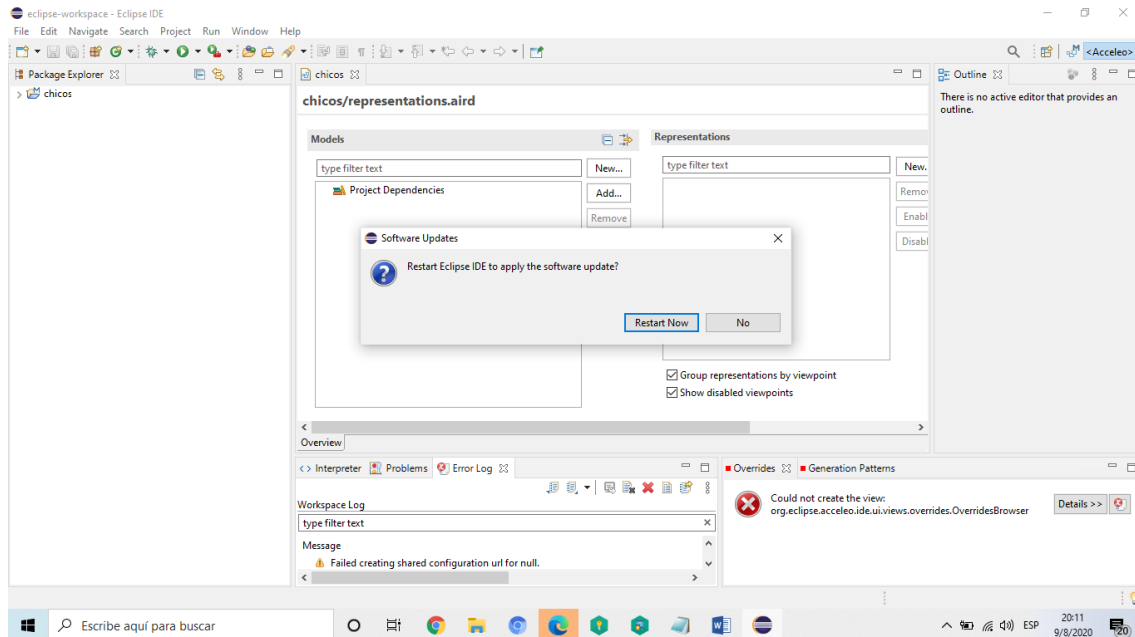 eclipse-workspace - Eclipse IDE
File Edit Navigate Search Project Run Window Help
<Acceleo>
Package Explorer
chicos
chicos
chicos/representations.aird
Models
type filter text
New...
Project Dependencies
Add...
Remove
Representations
type filter text
New.
Remov
Enabl
Disabl
Group representations by viewpoint
Show disabled viewpoints
Overview
Outline
There is no active editor that provides an
outline.
Software Updates
Restart Eclipse IDE to apply the software update?
Restart Now
No
Interpreter
Problems
Error Log
Workspace Log
type filter text
Message
Failed creating shared configuration url for null.
Overrides
Generation Patterns
Could not create the view:
org.eclipse.acceleo.ide.ui.views.overrides.OverridesBrowser
Details >>
Escribe aquí para buscar
ESP
20:11
9/8/2020
20